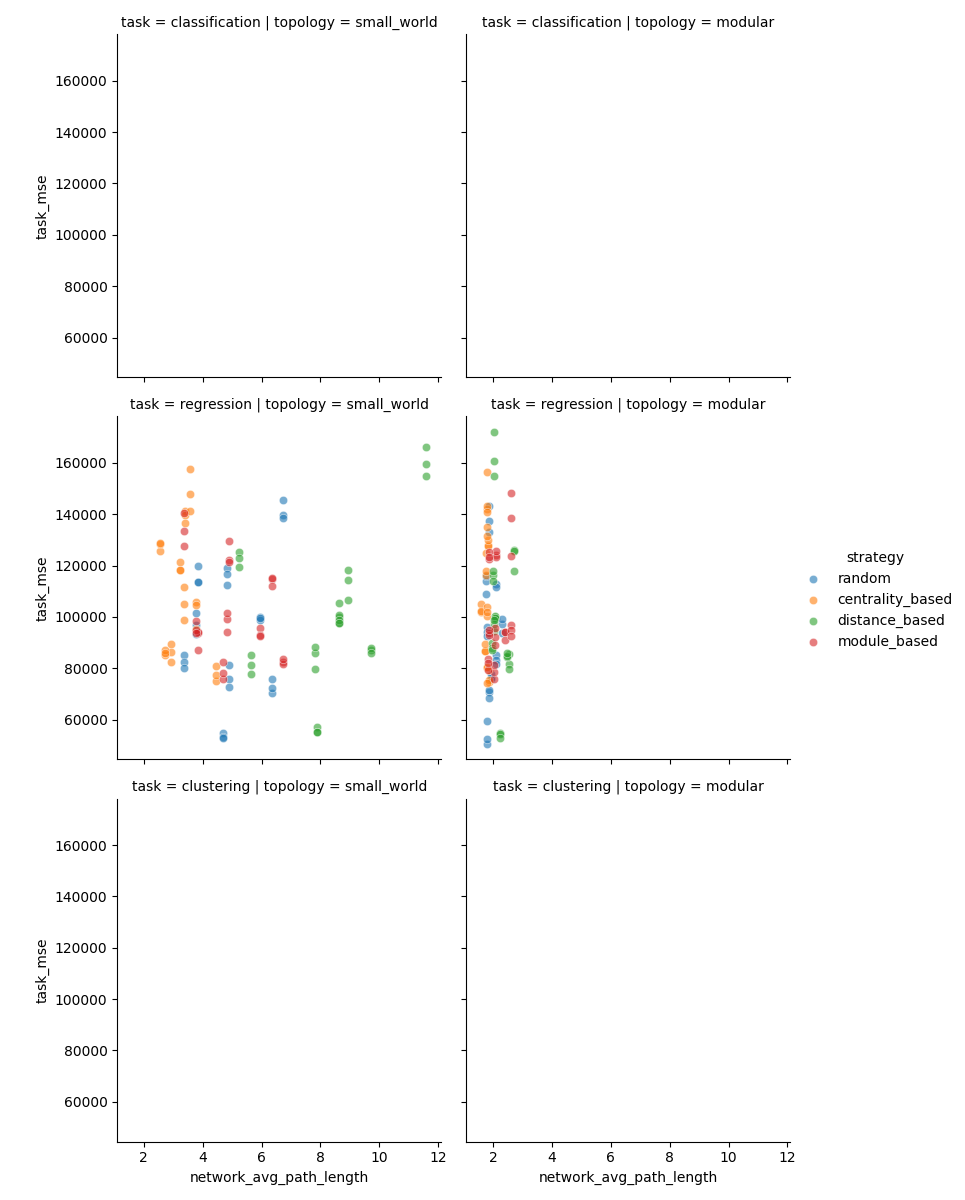 task = classification | topology = small_world
task = classification | topology = modular
160000
140000
120000
100000
80000
60000
task_mse
task = regression | topology = small_world
task = regression | topology = modular
160000
140000
120000
100000
80000
60000
task_mse
strategy
random
centrality_based
distance_based
module_based
task = clustering | topology = small_world
task = clustering | topology = modular
160000
140000
120000
100000
80000
60000
task_mse
2 4 6 8 10 12
network_avg_path_length
2 4 6 8 10 12
network_avg_path_length